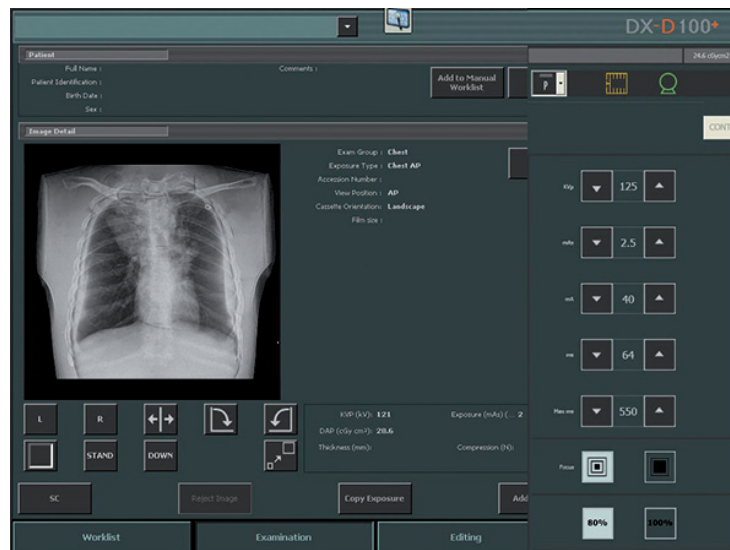 DX-D100+
Patient
24.6 cGycm2
Full Name :
Comments :
Patient Identification :
Add to Manual
Worklist
Birth Date :
Sex :
P
Image Detail
CONT
Exam Group : Chest
Exposure Type : Chest AP
Accession Number :
View Position : AP
Cassette Orientation: Landscape
Film size :
KVp 125
mAs 2.5
mA 40
ms 64
Max ms 550
L R
KVP (kV): 121 Exposure (mAs) (... 2
DAP (cGy cm²): 28.6
Thickness (mm): Compression (N):
STAND DOWN
Focus
SC Reject Image Copy Exposure Add
80% 100%
Worklist Examination Editing